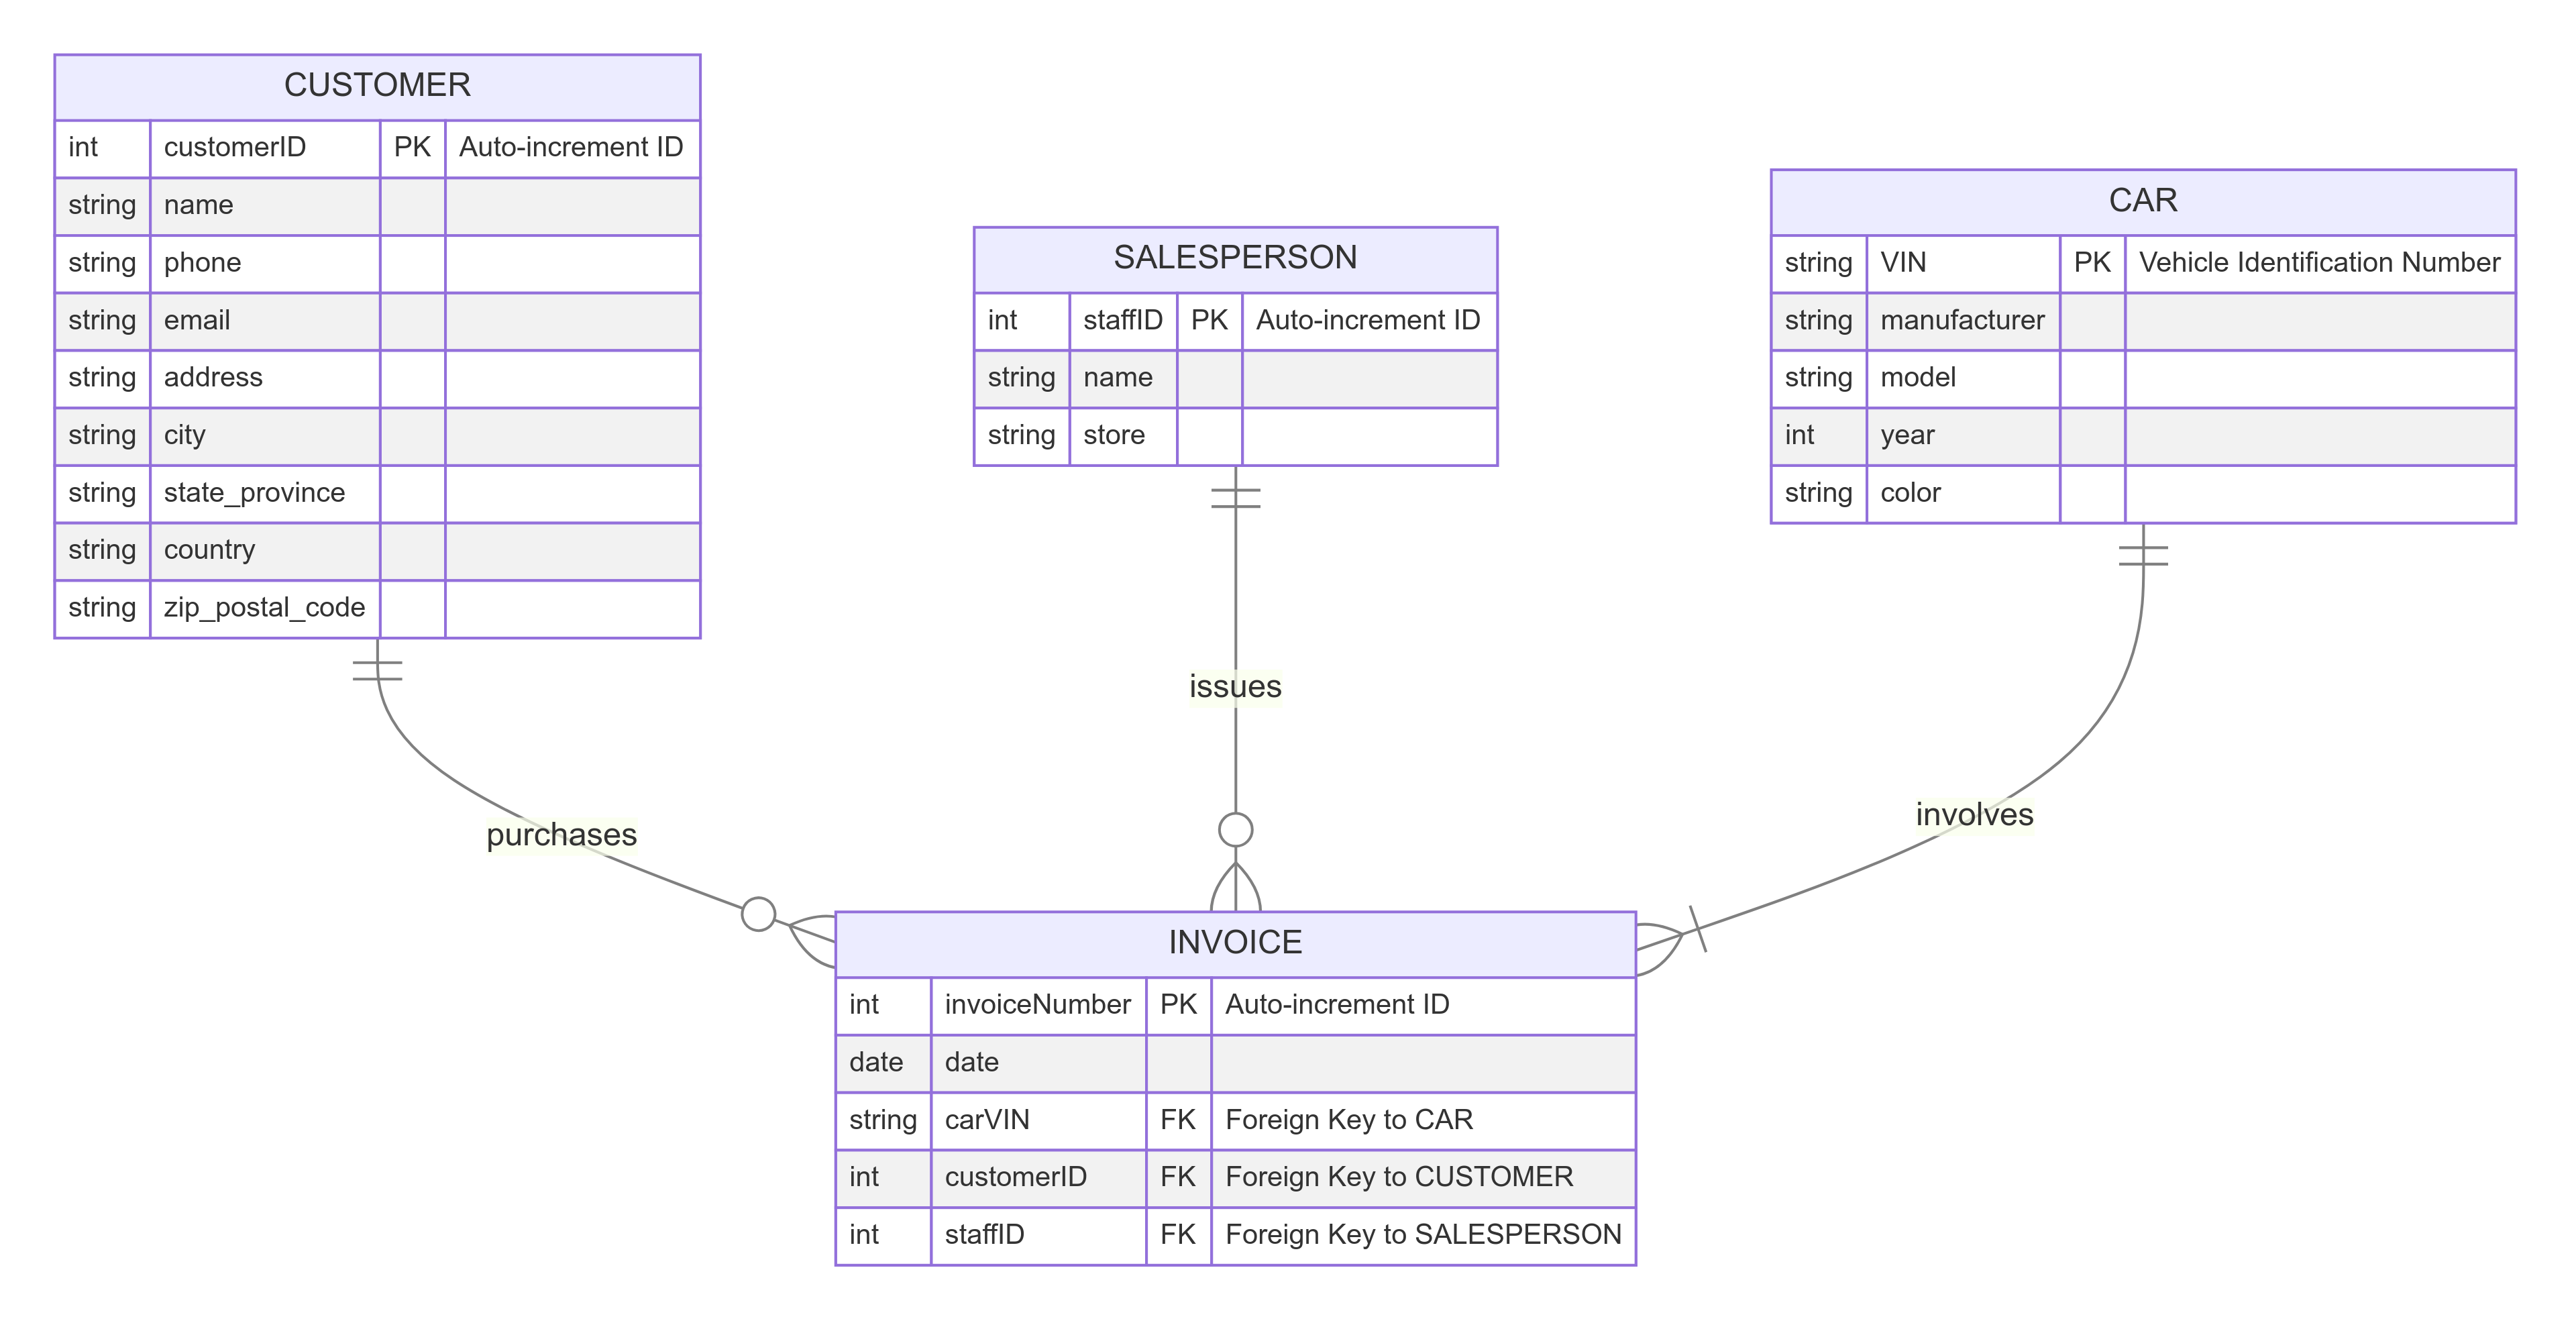 CUSTOMER
int customerID PK Auto-increment ID
string name
string phone
string email
string address
string city
string state_province
string country
string zip_postal_code
SALESPERSON
int staffID PK Auto-increment ID
string name
string store
CAR
string VIN PK Vehicle Identification Number
string manufacturer
string model
int year
string color
purchases
issues
involves
INVOICE
int invoiceNumber PK Auto-increment ID
date date
string carVIN FK Foreign Key to CAR
int customerID FK Foreign Key to CUSTOMER
int staffID FK Foreign Key to SALESPERSON